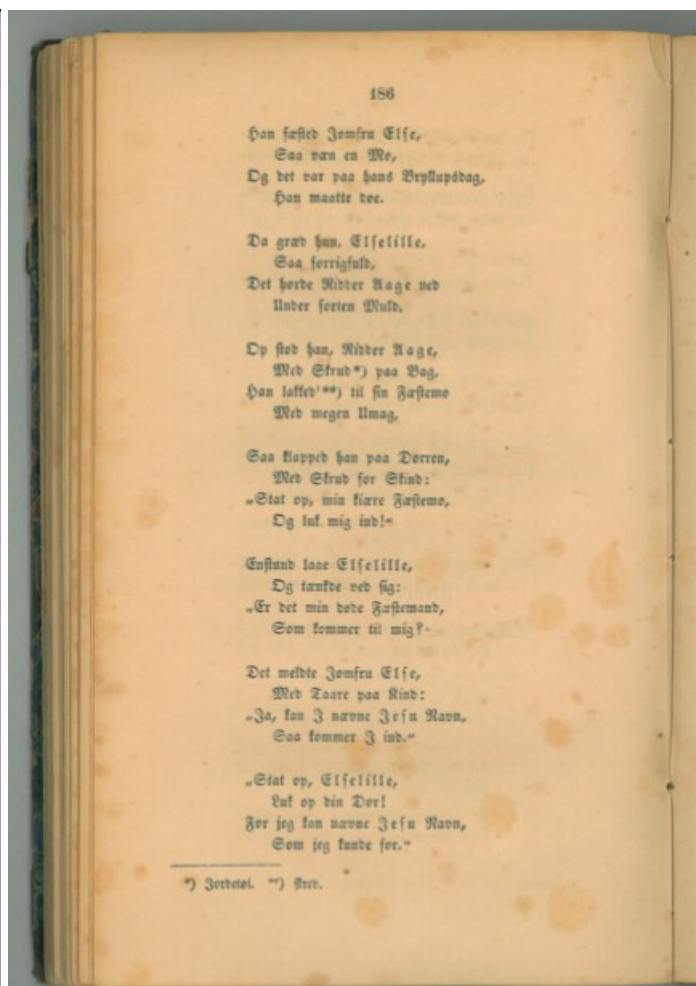 186
Han fæsted Jomfru Else,
Saa væn en Mø,
Og det var paa hans Bryllupsdag,
Han maatte døe.
Da græd hun, Elselille,
Saa sorrigfuld,
Det hørde Ridder Aage ned
Under sorten Muld.
Op stod han, Ridder Aage,
Med Skrud*) paa Bag,
Han lakked'**) til sin Fæstemø
Med megen Umag.
Saa klapped han paa Dørren,
Med Skrud for Skind:
„Stat op, min kiære Fæstemø,
Og luk mig ind!“
Enstund laae Elselille,
Og tænkde ved sig:
„Er det min døde Fæstemand,
Som kommer til mig?“
Det meldte Jomfru Else,
Med Taare paa Kind:
„Ja, kan I nævne Jesu Navn,
Saa kommer I ind.“
„Stat op, Elselille,
Luk op din Dør!
For jeg kan nævne Jesu Navn,
Som jeg kunde før.“
*) Jordetøi. **) skred.